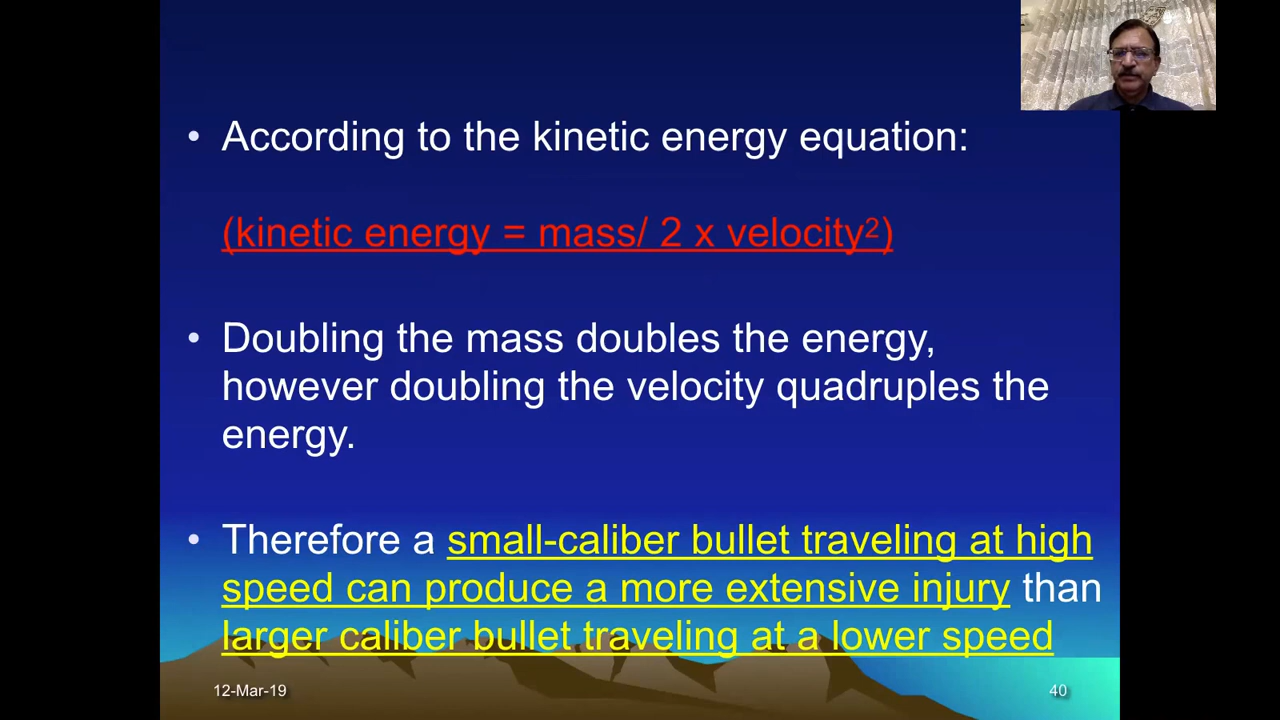 • According to the kinetic energy equation:
(kinetic energy = mass/ 2 x velocity²)
• Doubling the mass doubles the energy,
however doubling the velocity quadruples the
energy.
• Therefore a small-caliber bullet traveling at high
speed can produce a more extensive injury than
larger caliber bullet traveling at a lower speed
12-Mar-19
40